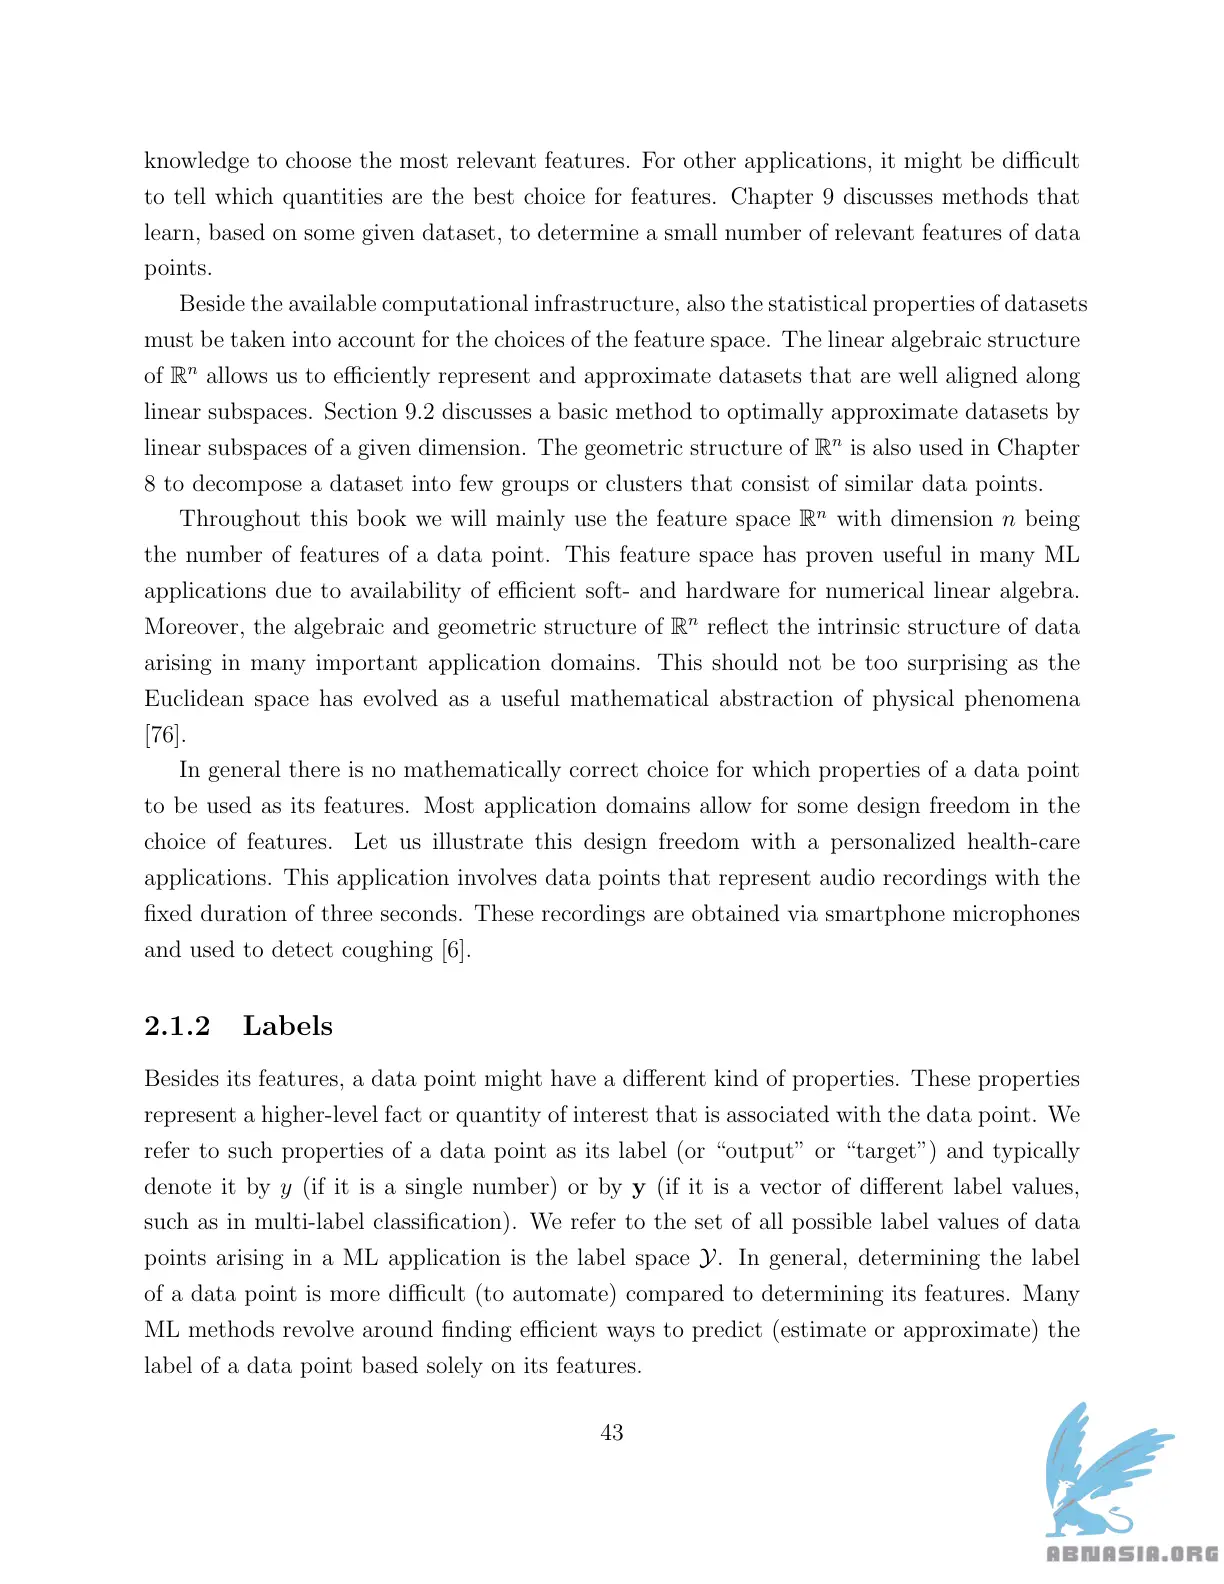 knowledge to choose the most relevant features. For other applications, it might be difficult
to tell which quantities are the best choice for features. Chapter 9 discusses methods that
learn, based on some given dataset, to determine a small number of relevant features of data
points.
Beside the available computational infrastructure, also the statistical properties of datasets
must be taken into account for the choices of the feature space. The linear algebraic structure
of ℝⁿ allows us to efficiently represent and approximate datasets that are well aligned along
linear subspaces. Section 9.2 discusses a basic method to optimally approximate datasets by
linear subspaces of a given dimension. The geometric structure of ℝⁿ is also used in Chapter
8 to decompose a dataset into few groups or clusters that consist of similar data points.
Throughout this book we will mainly use the feature space ℝⁿ with dimension n being
the number of features of a data point. This feature space has proven useful in many ML
applications due to availability of efficient soft- and hardware for numerical linear algebra.
Moreover, the algebraic and geometric structure of ℝⁿ reflect the intrinsic structure of data
arising in many important application domains. This should not be too surprising as the
Euclidean space has evolved as a useful mathematical abstraction of physical phenomena
[76].
In general there is no mathematically correct choice for which properties of a data point
to be used as its features. Most application domains allow for some design freedom in the
choice of features. Let us illustrate this design freedom with a personalized health-care
applications. This application involves data points that represent audio recordings with the
fixed duration of three seconds. These recordings are obtained via smartphone microphones
and used to detect coughing [6].
2.1.2 Labels
Besides its features, a data point might have a different kind of properties. These properties
represent a higher-level fact or quantity of interest that is associated with the data point. We
refer to such properties of a data point as its label (or “output” or “target”) and typically
denote it by y (if it is a single number) or by y (if it is a vector of different label values,
such as in multi-label classification). We refer to the set of all possible label values of data
points arising in a ML application is the label space 𝒴. In general, determining the label
of a data point is more difficult (to automate) compared to determining its features. Many
ML methods revolve around finding efficient ways to predict (estimate or approximate) the
label of a data point based solely on its features.
43
ABNASIA.ORG